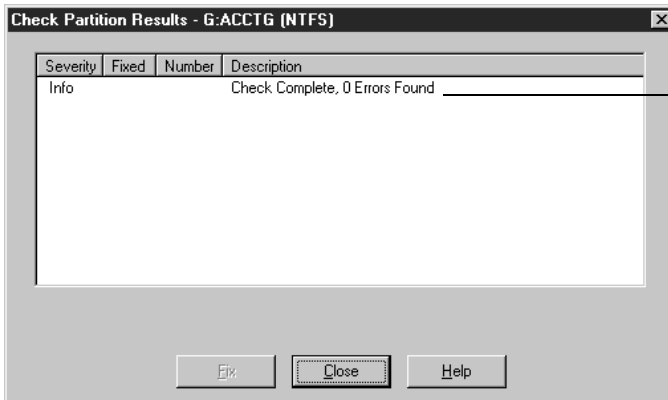 Check Partition Results - G:ACCTG (NTFS)
Severity Fixed Number Description
Info Check Complete, 0 Errors Found
Fix Close Help